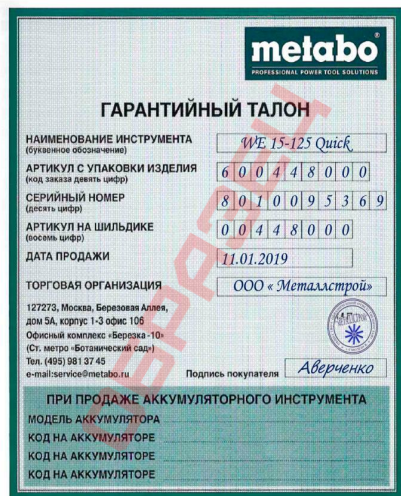 metabo®
PROFESSIONAL POWER TOOL SOLUTIONS
ГАРАНТИЙНЫЙ ТАЛОН
НАИМЕНОВАНИЕ ИНСТРУМЕНТА WE 15-125 Quick
(буквенное обозначение)
АРТИКУЛ С УПАКОВКИ ИЗДЕЛИЯ 600448000
(код заказа девять цифр)
СЕРИЙНЫЙ НОМЕР 8010095369
(десять цифр)
АРТИКУЛ НА ШИЛЬДИКЕ 00448000
(восемь цифр)
ДАТА ПРОДАЖИ 11.01.2019
ТОРГОВАЯ ОРГАНИЗАЦИЯ ООО « Металлстрой»
127273, Москва, Березовая Аллея,
дом 5А, корпус 1-3 офис 106
Офисный комплекс «Березка -10»
(Ст. метро «Ботанический сад»)
Тел. (495) 981 37 45
e-mail:service@metabo.ru
Подпись покупателя Аверченко
ПРИ ПРОДАЖЕ АККУМУЛЯТОРНОГО ИНСТРУМЕНТА
МОДЕЛЬ АККУМУЛЯТОРА
КОД НА АККУМУЛЯТОРЕ
КОД НА АККУМУЛЯТОРЕ
КОД НА АККУМУЛЯТОРЕ
ОБРАЗЕЦ